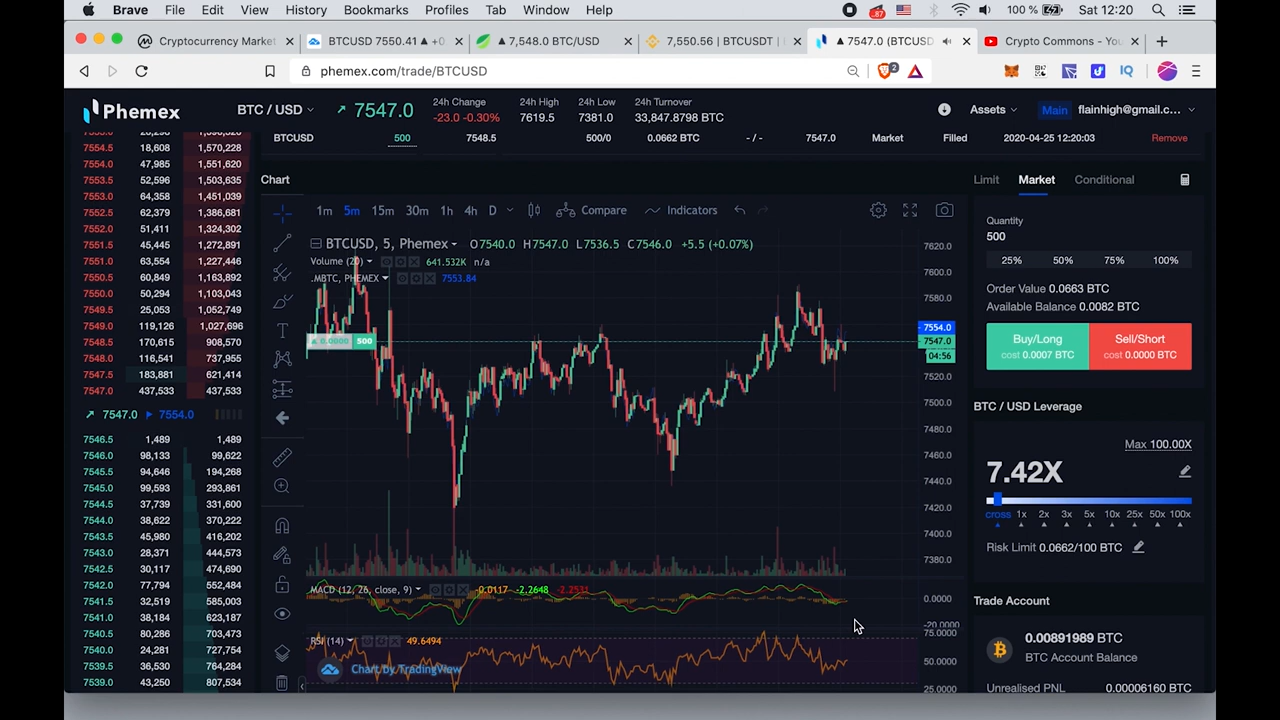 Brave File Edit View History Bookmarks Profiles Tab Window Help .87 100 % Sat 12:20
Cryptocurrency Market BTCUSD 7550.41 ▲ +0 ▲ 7,548.0 BTC/USD 7,550.56 | BTCUSDT | ▲ 7547.0 (BTCUSD Crypto Commons - You
phemex.com/trade/BTCUSD 2 IQ
Phemex BTC / USD 7547.0
24h Change 24h High 24h Low 24h Turnover
-23.0 -0.30% 7619.5 7381.0 33,847.8798 BTC
Assets Main flainhigh@gmail.c...
BTCUSD 500 7548.5 500/0 0.0662 BTC - / - 7547.0 Market Filled 2020-04-25 12:20:03 Remove
7554.5 18,608 1,570,228
7554.0 47,985 1,551,620
7553.5 52,596 1,503,635
7553.0 64,358 1,451,039
7552.5 62,379 1,386,681
7552.0 51,411 1,324,302
7551.5 45,445 1,272,891
7551.0 63,554 1,227,446
7550.5 60,849 1,163,892
7550.0 50,294 1,103,043
7549.5 25,053 1,052,749
7549.0 119,126 1,027,696
7548.5 170,615 908,570
7548.0 116,541 737,955
7547.5 183,881 621,414
7547.0 437,533 437,533
7547.0 7554.0
7546.5 1,489 1,489
7546.0 98,133 99,622
7545.5 94,646 194,268
7545.0 99,593 293,861
7544.5 37,739 331,600
7544.0 38,622 370,222
7543.5 45,980 416,202
7543.0 28,371 444,573
7542.5 30,117 474,690
7542.0 77,794 552,484
7541.5 32,519 585,003
7541.0 38,184 623,187
7540.5 80,286 703,473
7540.0 24,281 727,754
7539.5 36,530 764,284
7539.0 43,250 807,534
Chart
1m 5m 15m 30m 1h 4h D Compare Indicators
BTCUSD, 5, Phemex O7540.0 H7547.0 L7536.5 C7546.0 +5.5 (+0.07%)
Volume (20) 641.532K n/a
.MBTC, PHEMEX 7553.84
0.0000 500
7620.0
7600.0
7580.0
7554.0
7547.0
04:56
7520.0
7500.0
7480.0
7460.0
7440.0
7420.0
7400.0
7380.0
MACD (12, 26, close, 9) -0.0117 -2.2648
0.0000
-20.0000
RSI (14) 49.6494
75.0000
50.0000
25.0000
Chart by TradingView
Limit Market Conditional
Quantity
500
25% 50% 75% 100%
Order Value 0.0663 BTC
Available Balance 0.0082 BTC
Buy/Long Sell/Short
cost 0.0007 BTC cost 0.0000 BTC
BTC / USD Leverage
Max 100.00X
7.42X
cross 1x 2x 3x 5x 10x 25x 50x 100x
Risk Limit 0.0662/100 BTC
Trade Account
0.00891989 BTC
BTC Account Balance
Unrealised PNL 0.00006160 BTC